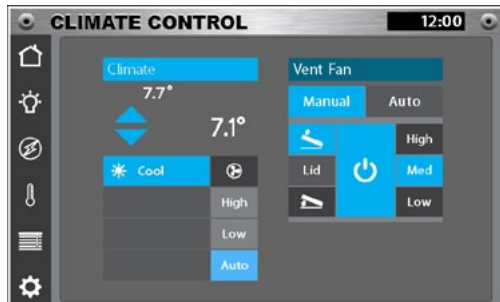 CLIMATE CONTROL 12:00
Climate
7.7°
7.1°
Cool
High
Low
Auto
Vent Fan
Manual Auto
High
Lid Med
Low